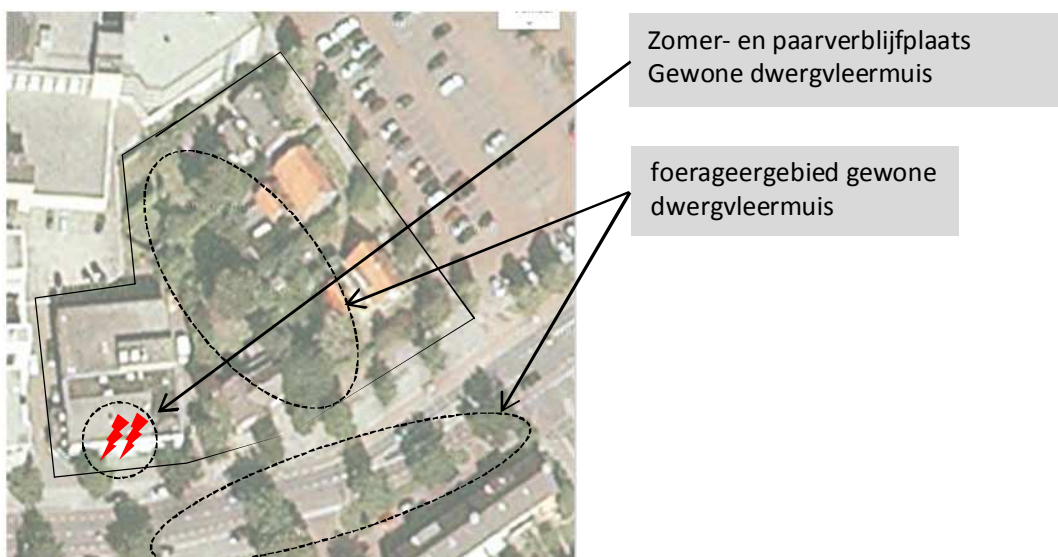 Zomer- en paarverblijfplaats
Gewone dwergvleermuis
foerageergebied gewone
dwergvleermuis